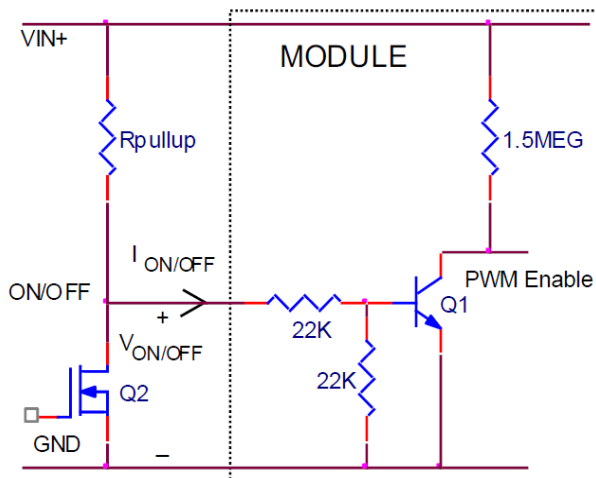 VIN+
MODULE
Rpullup
1.5MEG
I ON/OFF
ON/OFF
PWM Enable
+
Q1
22K
V ON/OFF
22K
Q2
GND
–